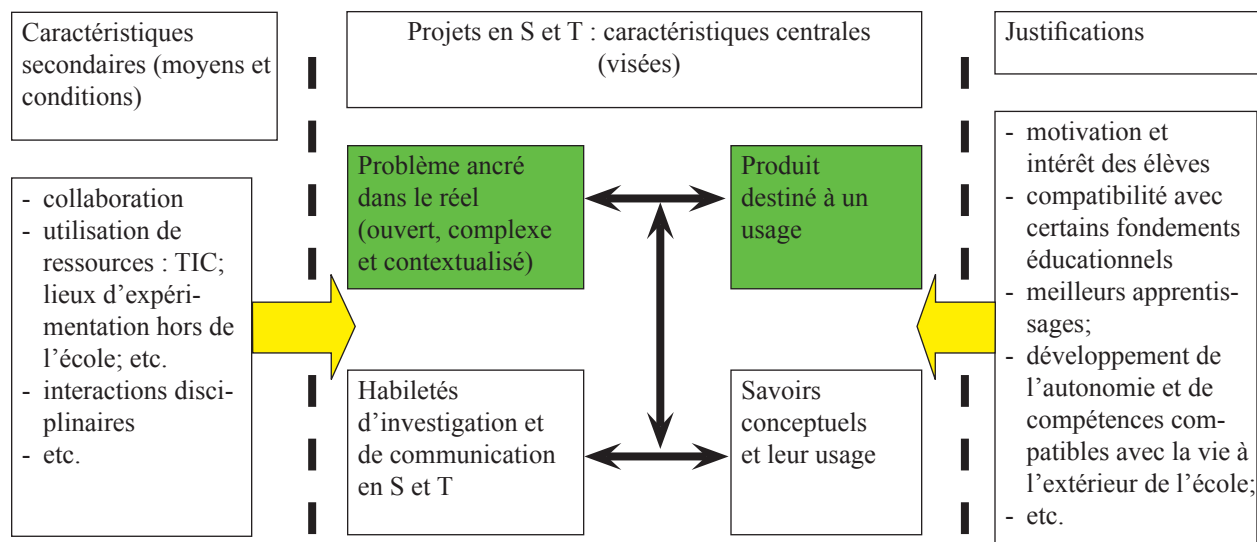 Caractéristiques
secondaires (moyens et
conditions)
- collaboration
- utilisation de
ressources : TIC;
lieux d’expéri-
mentation hors de
l’école; etc.
- interactions disci-
plinaires
- etc.
Projets en S et T : caractéristiques centrales
(visées)
Problème ancré
dans le réel
(ouvert, complexe
et contextualisé)
Produit
destiné à un
usage
Habiletés
d’investigation et
de communication
en S et T
Savoirs
conceptuels
et leur usage
Justifications
- motivation et
intérêt des élèves
- compatibilité avec
certains fondements
éducationnels
- meilleurs apprentis-
sages;
- développement de
l’autonomie et de
compétences com-
patibles avec la vie à
l’extérieur de l’école;
- etc.